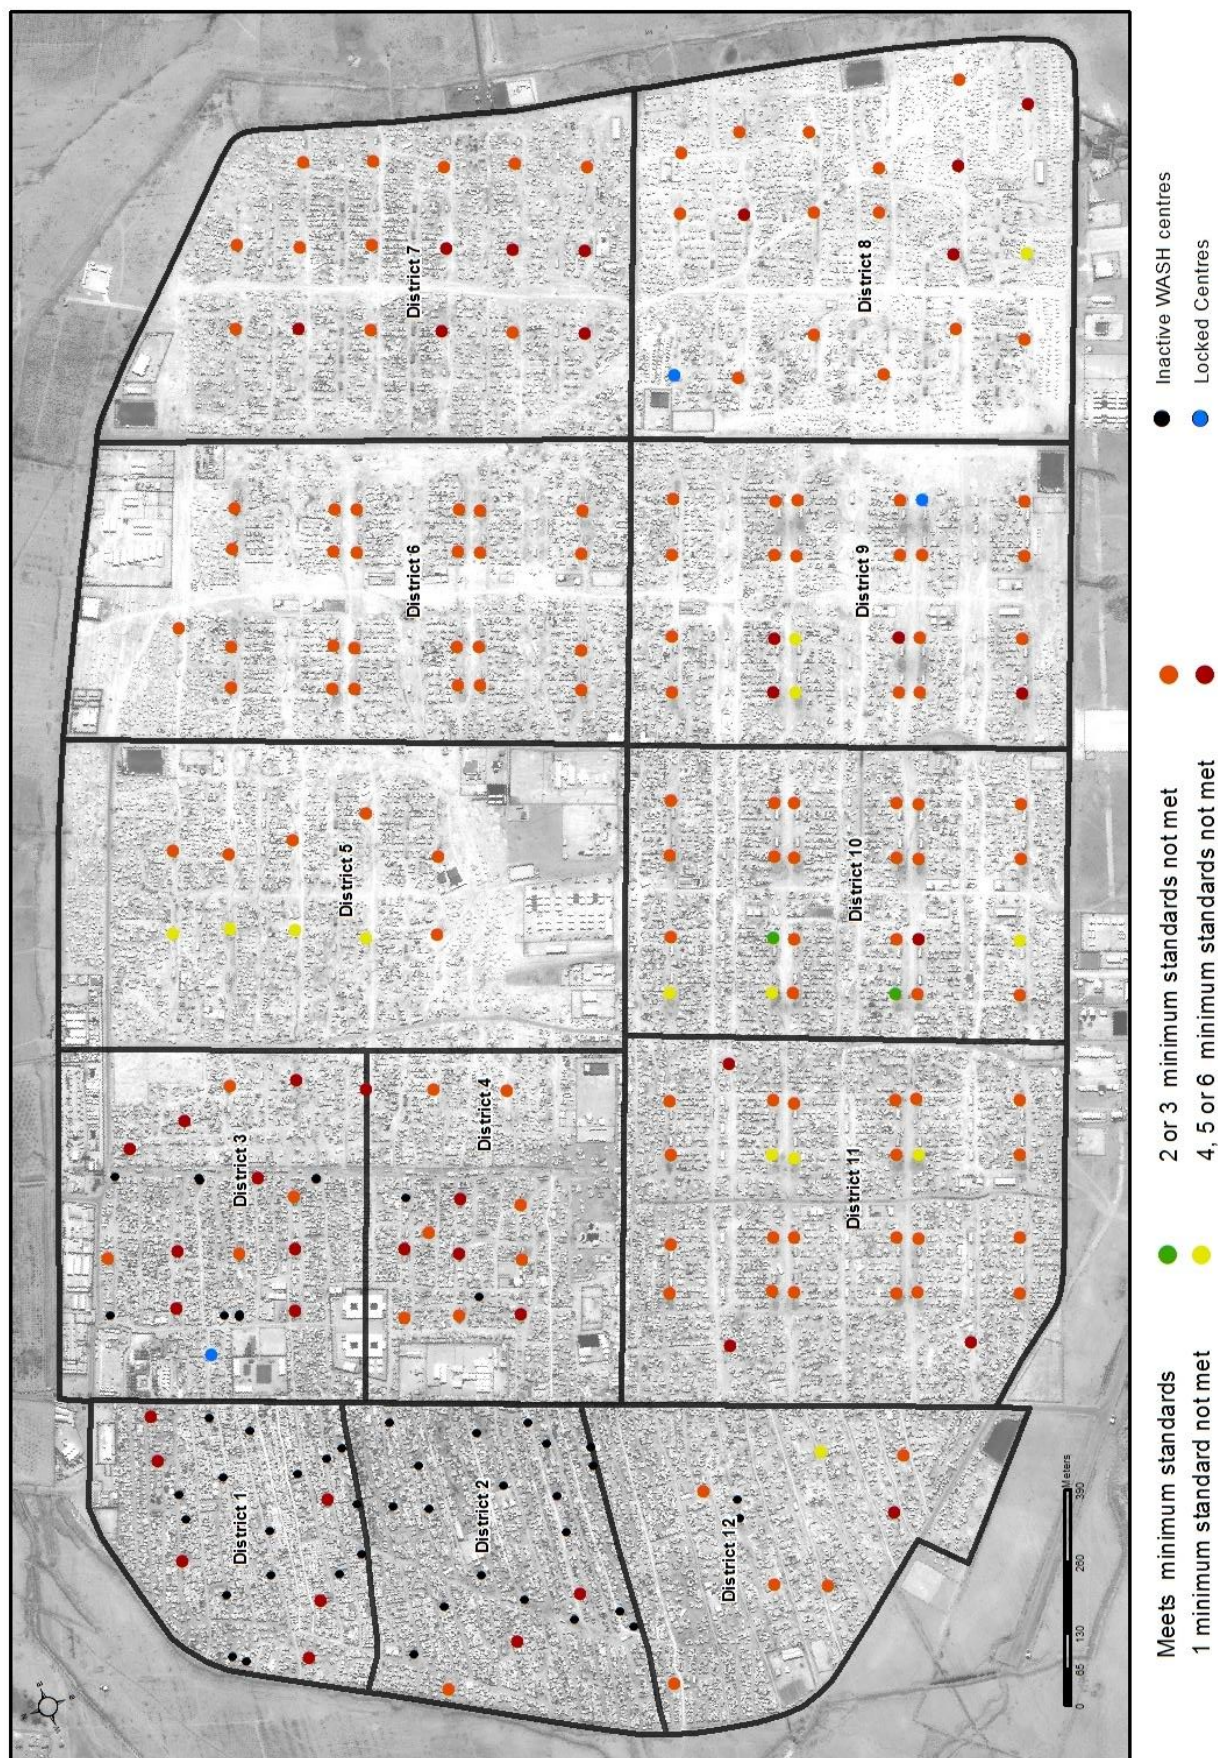 District 1
District 2
District 12
District 3
District 4
District 11
District 5
District 10
District 6
District 9
District 7
District 8
0 65 130 260 390
Meters
Meets minimum standards
1 minimum standard not met
2 or 3 minimum standards not met
4, 5 or 6 minimum standards not met
Inactive WASH centres
Locked Centres